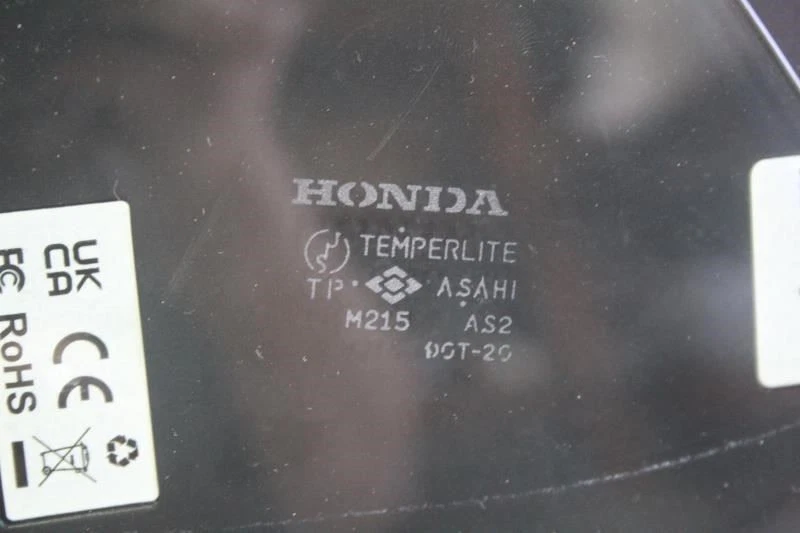 HONDA
TEMPERLITE
TP ASAHI
M215 AS2
DOT-20
UK
CA
CE
FC
RoHS